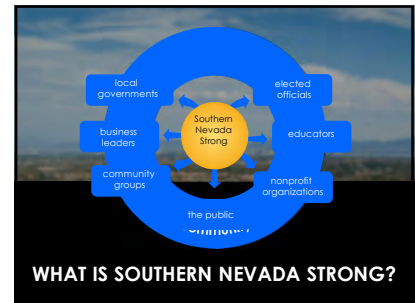 local
governments
elected
officials
Southern
Nevada
Strong
business
leaders
educators
community
groups
nonprofit
organizations
the public
WHAT IS SOUTHERN NEVADA STRONG?